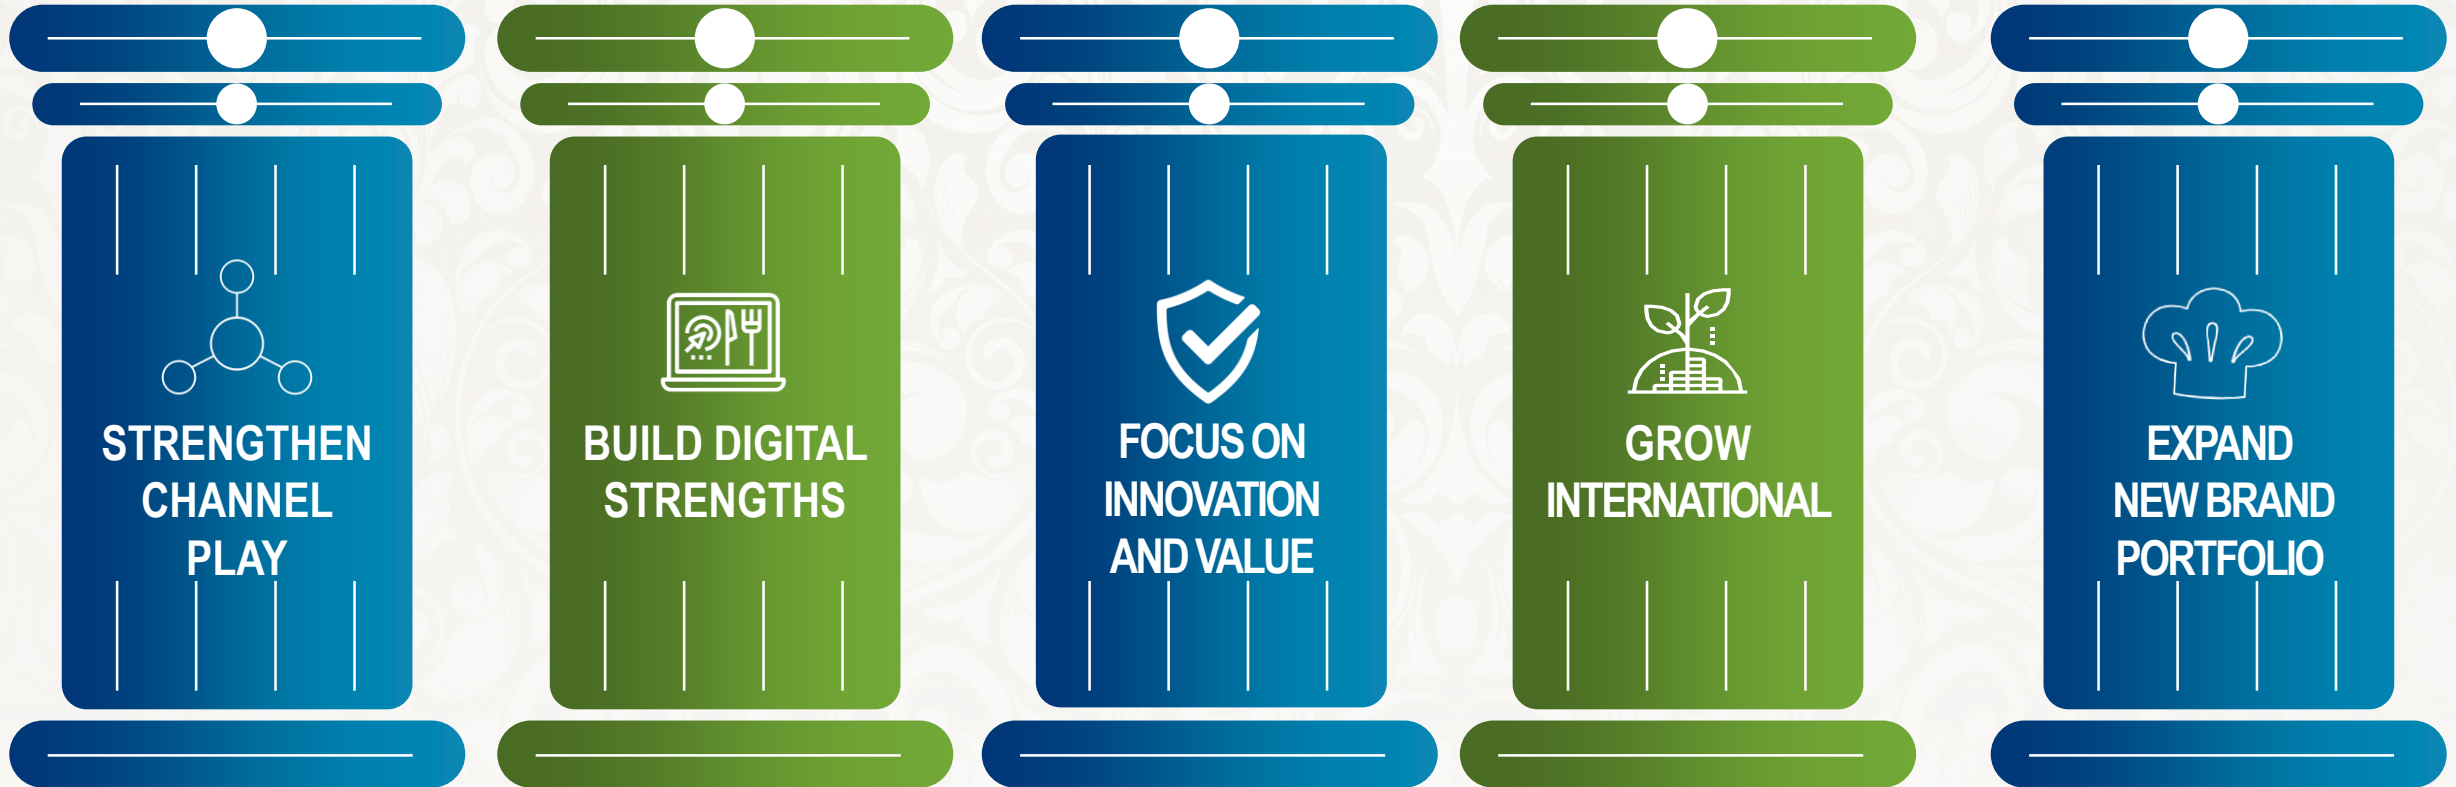 STRENGTHEN
CHANNEL
PLAY
BUILD DIGITAL
STRENGTHS
FOCUS ON
INNOVATION
AND VALUE
GROW
INTERNATIONAL
EXPAND
NEW BRAND
PORTFOLIO